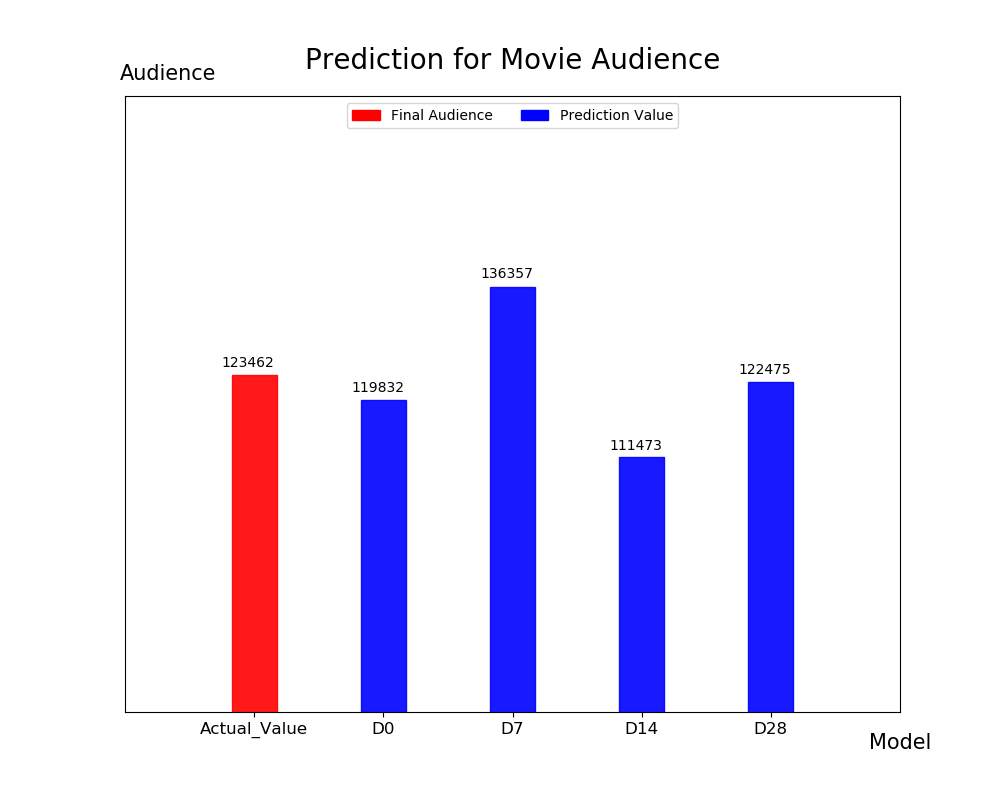 Prediction for Movie Audience
Audience
Final Audience
Prediction Value
136357
123462
122475
119832
111473
Actual_Value
D0
D7
D14
D28
Model